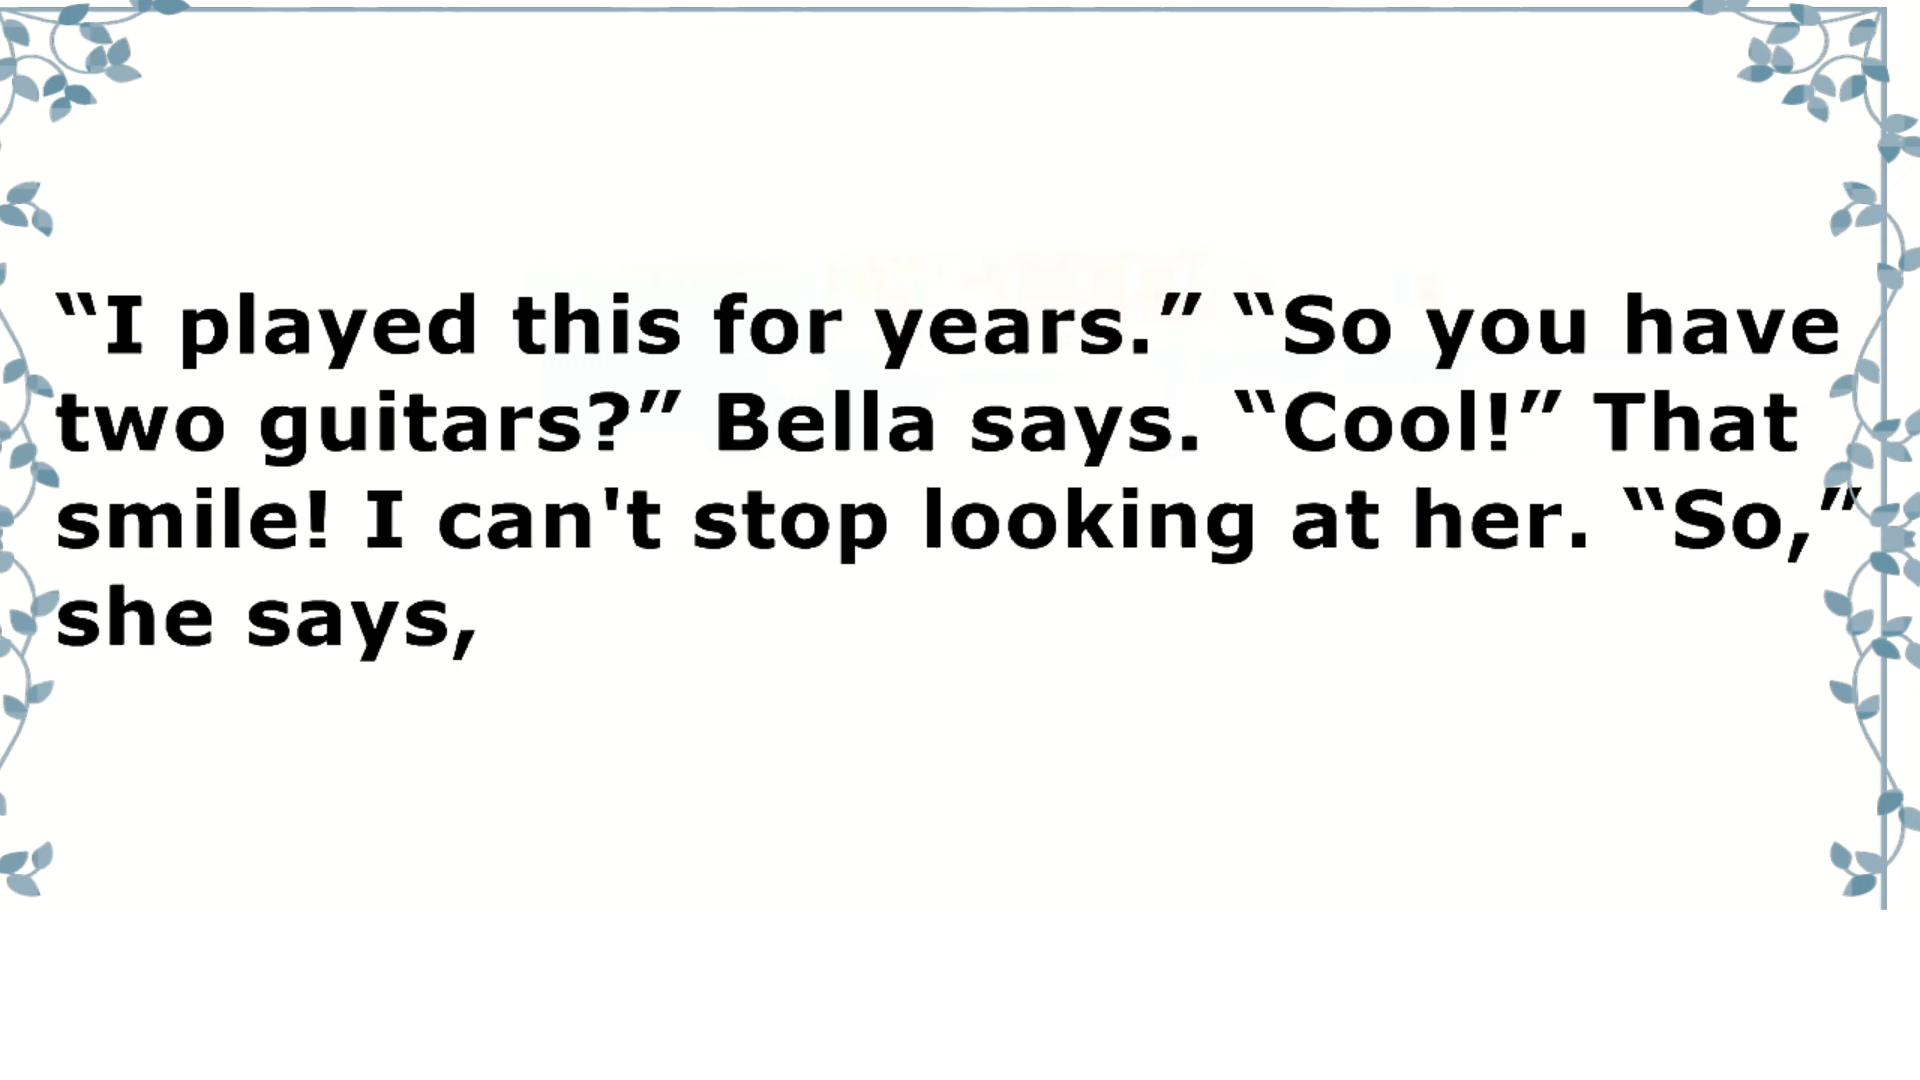 “I played this for years.” “So you have
two guitars?” Bella says. “Cool!” That
smile! I can't stop looking at her. “So,”
she says,